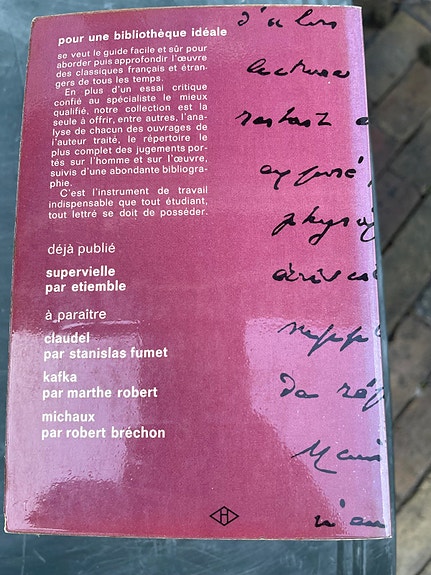 pour une bibliothèque idéale
se veut le guide facile et sûr pour
aborder puis approfondir l'œuvre
des classiques français et étran-
gers de tous les temps.
En plus d'un essai critique
confié au spécialiste le mieux
qualifié, notre collection est la
seule à offrir, entre autres, l'ana-
lyse de chacun des ouvrages de
l'auteur traité, le répertoire le
plus complet des jugements por-
tés sur l'homme et sur l'œuvre,
suivis d'une abondante bibliogra-
phie.
C'est l'instrument de travail
indispensable que tout étudiant,
tout lettré se doit de posséder.
déjà publié
supervielle
par etiemble
à paraître
claudel
par stanislas fumet
kafka
par marthe robert
michaux
par robert bréchon
H